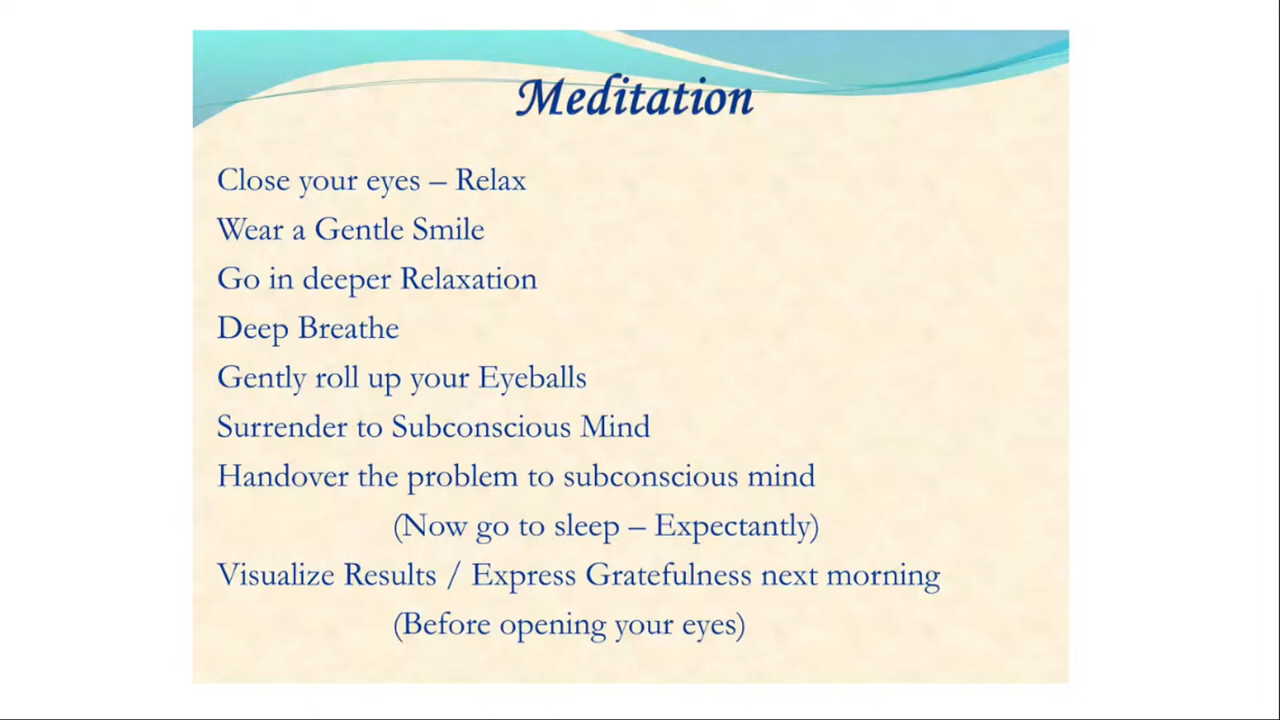 Meditation
Close your eyes – Relax
Wear a Gentle Smile
Go in deeper Relaxation
Deep Breathe
Gently roll up your Eyeballs
Surrender to Subconscious Mind
Handover the problem to subconscious mind
(Now go to sleep – Expectantly)
Visualize Results / Express Gratefulness next morning
(Before opening your eyes)